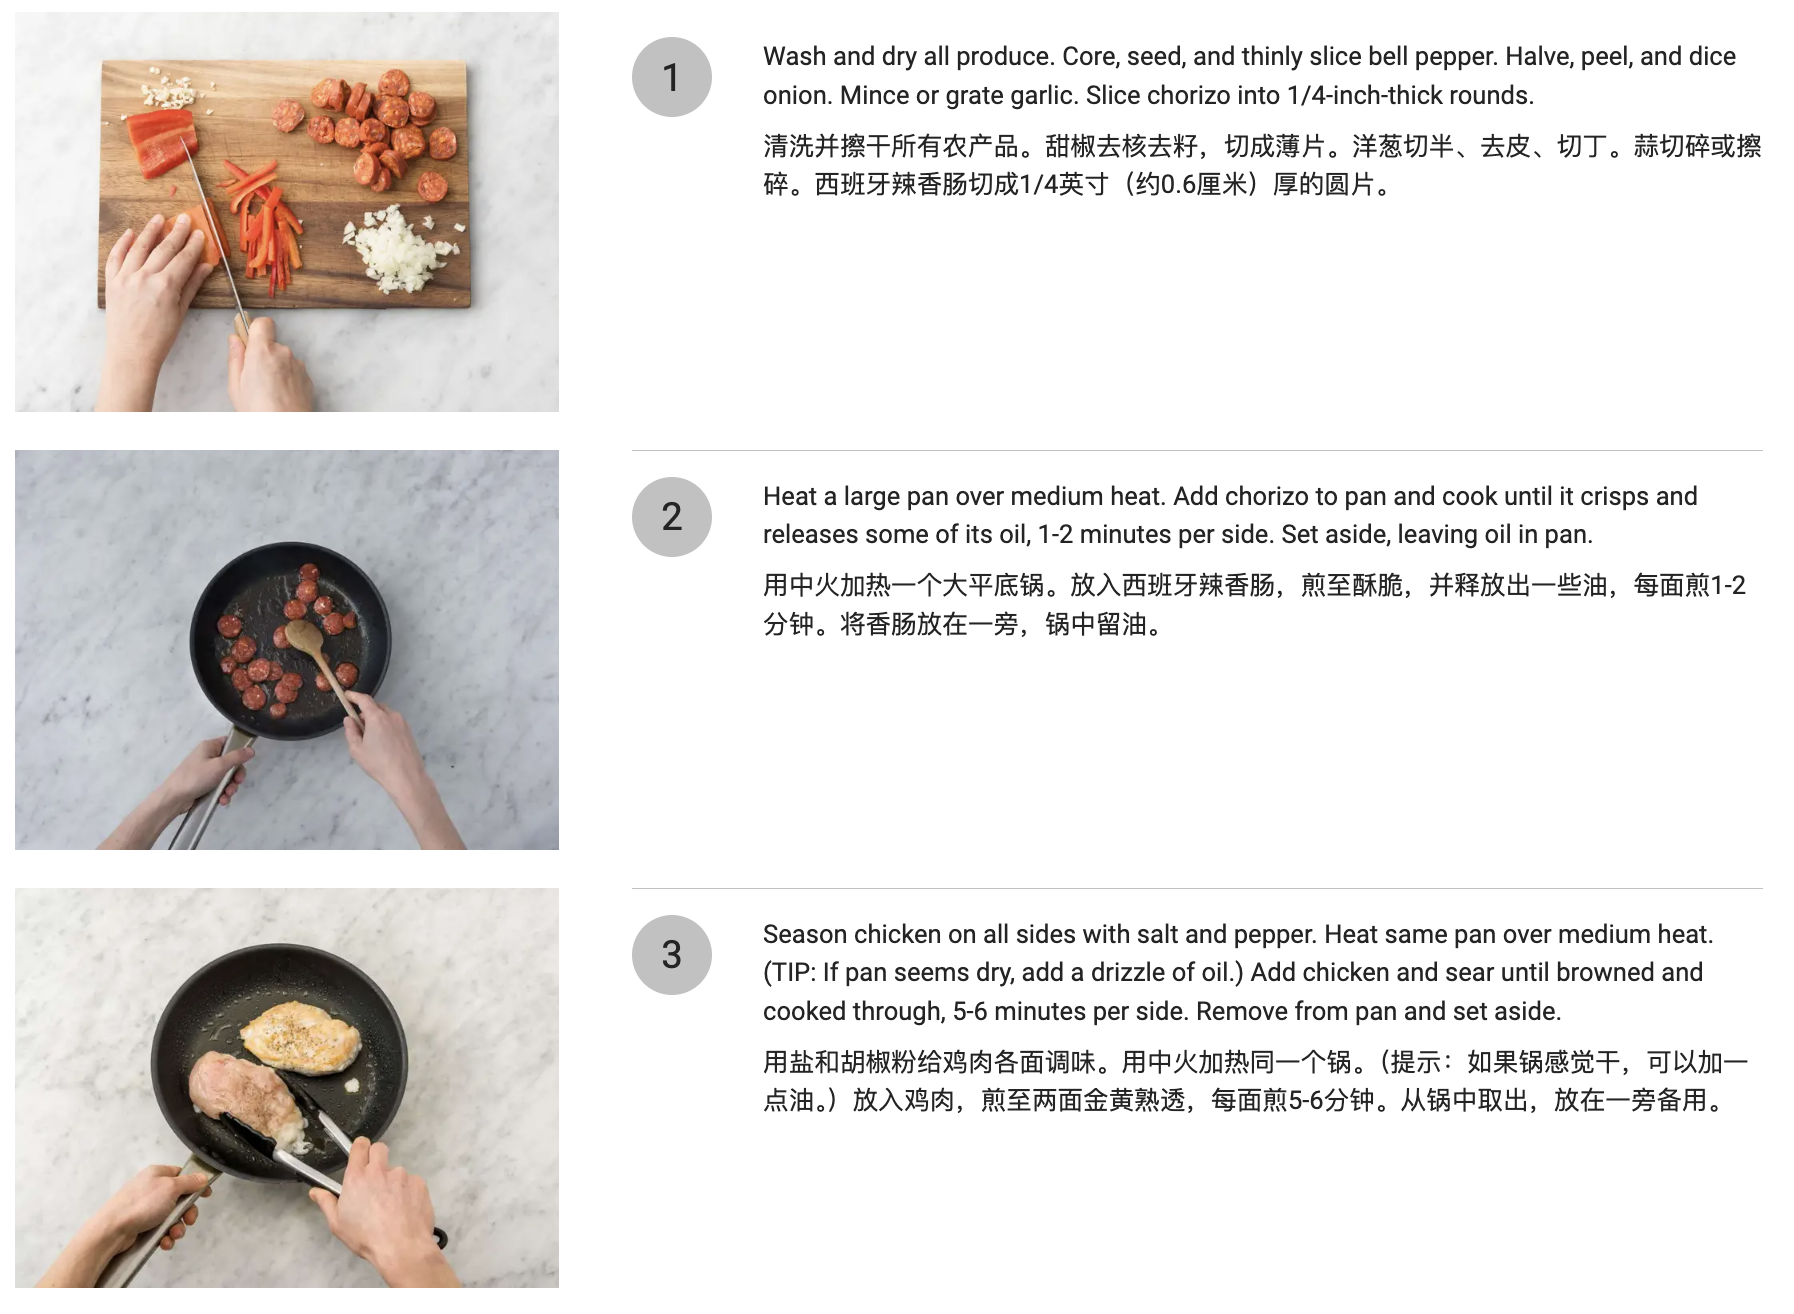 1
Wash and dry all produce. Core, seed, and thinly slice bell pepper. Halve, peel, and dice
onion. Mince or grate garlic. Slice chorizo into 1/4-inch-thick rounds.
清洗并擦干所有农产品。甜椒去核去籽，切成薄片。洋葱切半、去皮、切丁。蒜切碎或擦
碎。西班牙辣香肠切成1/4英寸（约0.6厘米）厚的圆片。
2
Heat a large pan over medium heat. Add chorizo to pan and cook until it crisps and
releases some of its oil, 1-2 minutes per side. Set aside, leaving oil in pan.
用中火加热一个大平底锅。放入西班牙辣香肠，煎至酥脆，并释放出一些油，每面煎1-2
分钟。将香肠放在一旁，锅中留油。
3
Season chicken on all sides with salt and pepper. Heat same pan over medium heat.
(TIP: If pan seems dry, add a drizzle of oil.) Add chicken and sear until browned and
cooked through, 5-6 minutes per side. Remove from pan and set aside.
用盐和胡椒粉给鸡肉各面调味。用中火加热同一个锅。（提示：如果锅感觉干，可以加一
点油。）放入鸡肉，煎至两面金黄熟透，每面煎5-6分钟。从锅中取出，放在一旁备用。